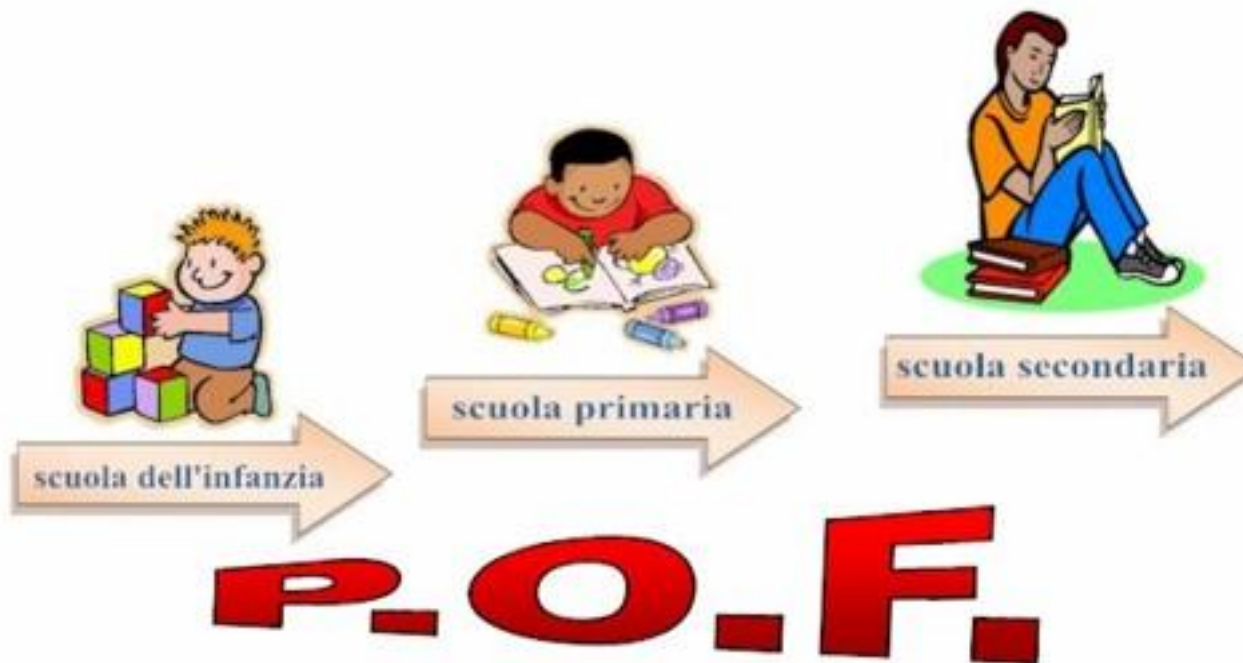 scuola dell'infanzia
scuola primaria
scuola secondaria
P.O.F.